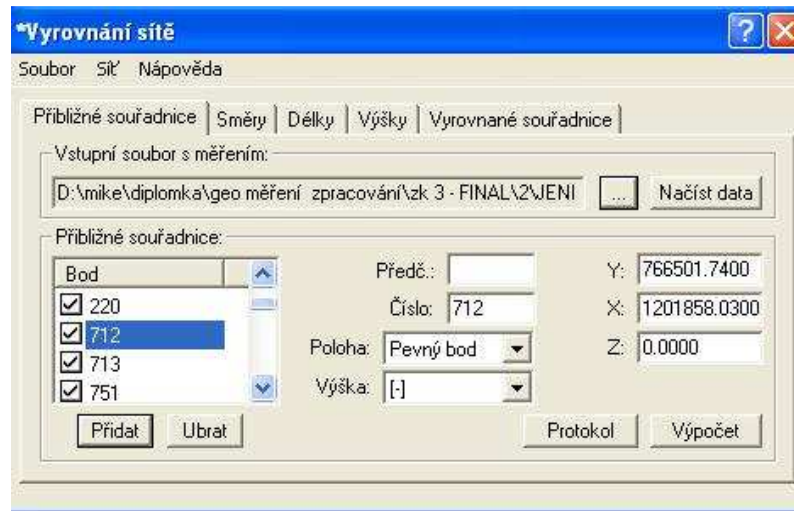 *Vyrovnání sítě
Soubor Síť Nápověda
Přibližné souřadnice Směry Délky Výšky Vyrovnané souřadnice
Vstupní soubor s měřením:
D:\mike\diplomka\geo měření zpracování\zk 3 - FINAL\2\JENI ... Načíst data
Přibližné souřadnice:
Bod Předč.: Y: 766501.7400
220 Číslo: 712 X: 1201858.0300
712 Poloha: Pevný bod Z: 0.0000
713 Výška: [-]
751
Přidat Ubrat Protokol Výpočet